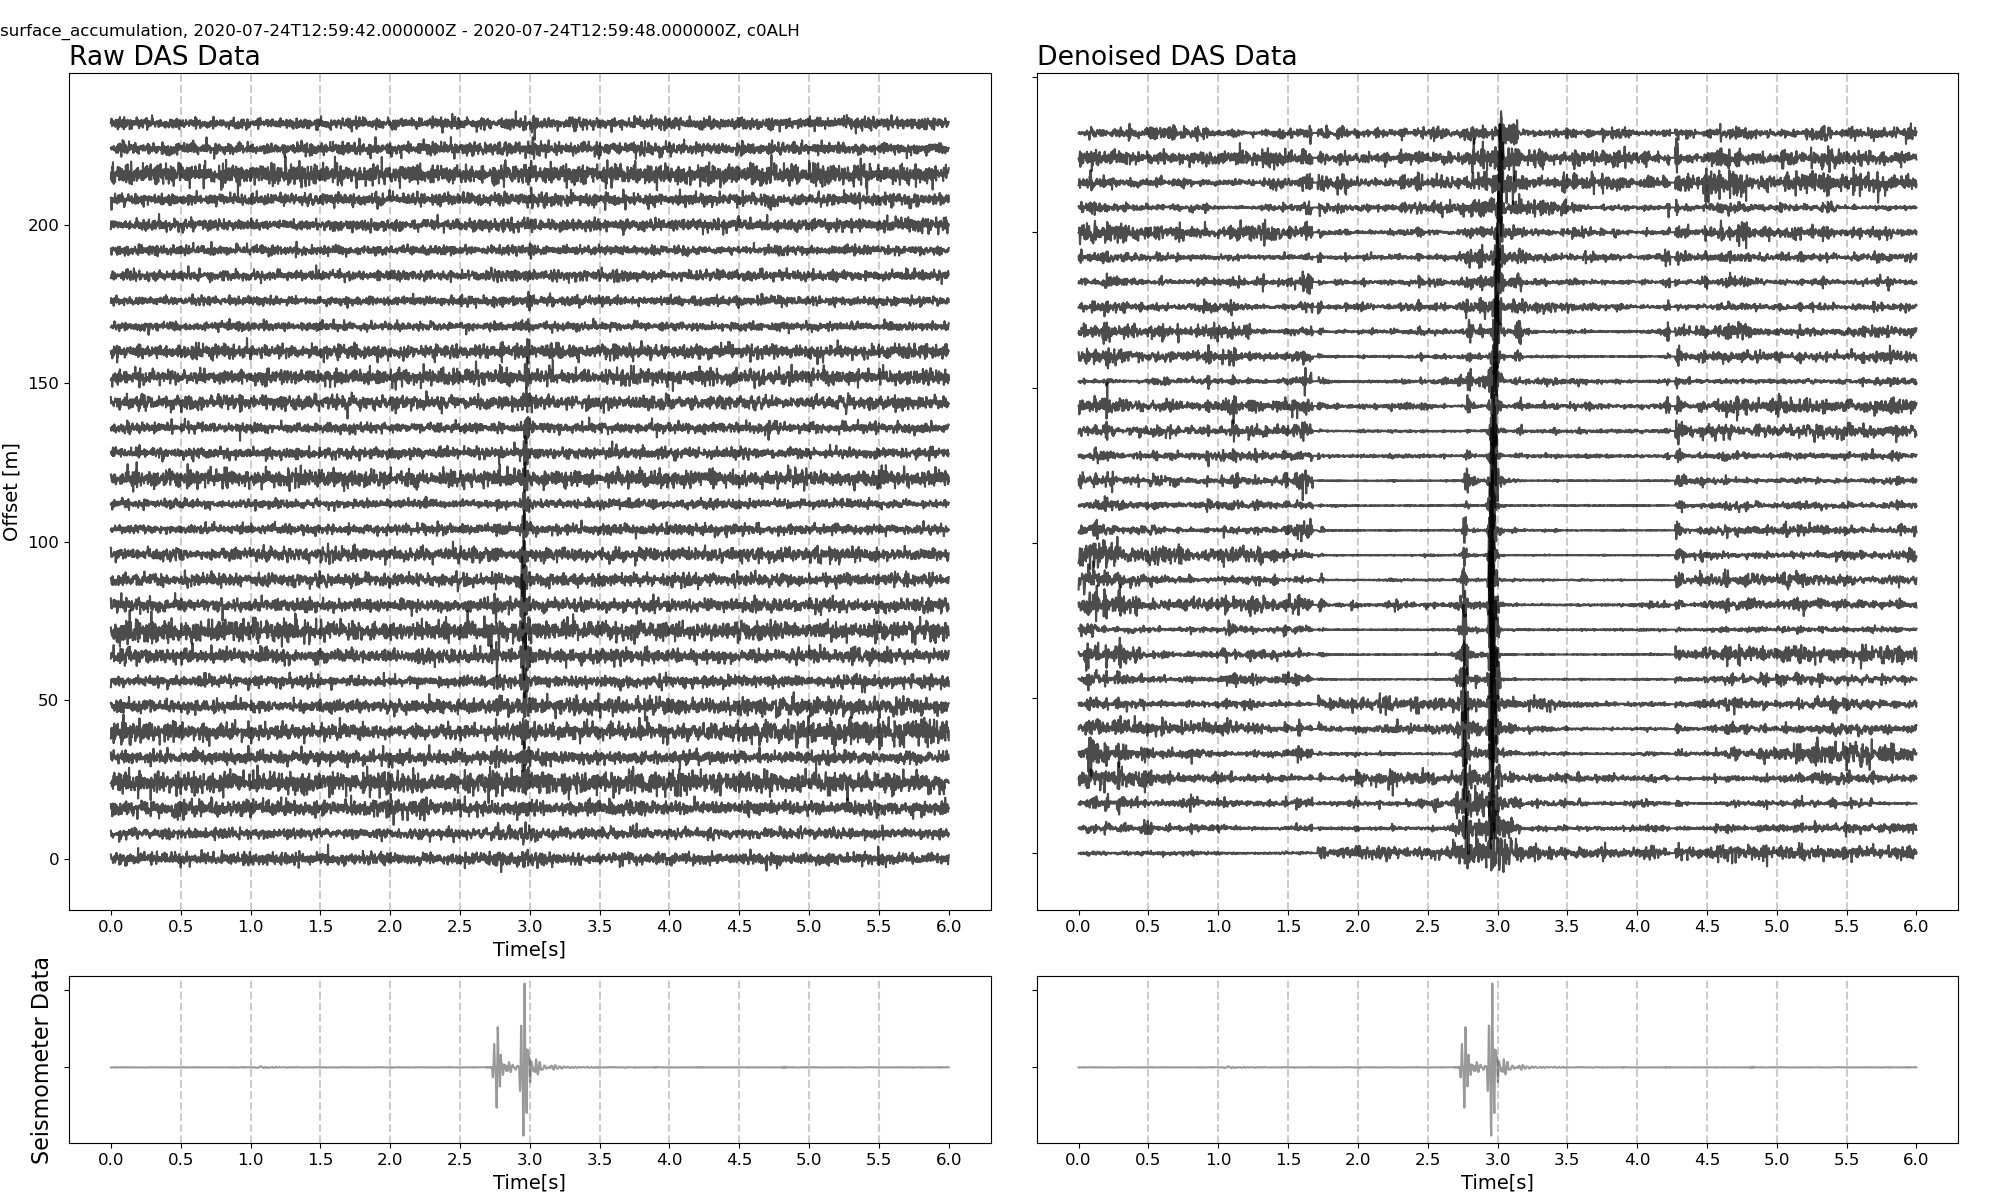 surface_accumulation, 2020-07-24T12:59:42.000000Z - 2020-07-24T12:59:48.000000Z, c0ALH
Raw DAS Data
Denoised DAS Data
Offset [m]
200
150
100
50
0
0.0 0.5 1.0 1.5 2.0 2.5 3.0 3.5 4.0 4.5 5.0 5.5 6.0
Time[s]
0.0 0.5 1.0 1.5 2.0 2.5 3.0 3.5 4.0 4.5 5.0 5.5 6.0
Seismometer Data
0.0 0.5 1.0 1.5 2.0 2.5 3.0 3.5 4.0 4.5 5.0 5.5 6.0
Time[s]
0.0 0.5 1.0 1.5 2.0 2.5 3.0 3.5 4.0 4.5 5.0 5.5 6.0
Time[s]